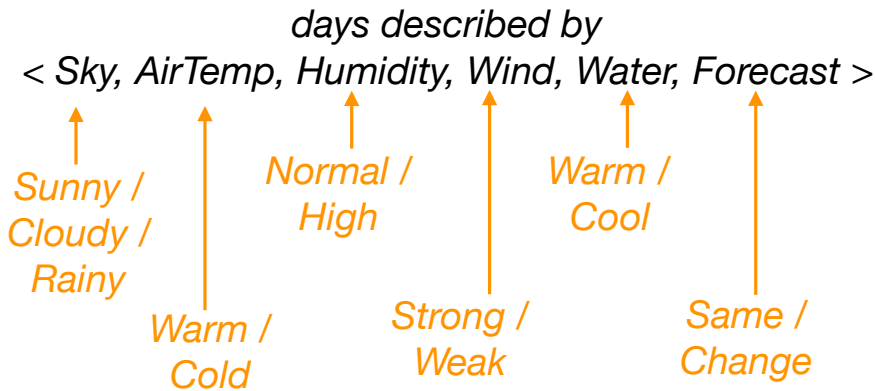 days described by
< Sky, AirTemp, Humidity, Wind, Water, Forecast >
Sunny /
Cloudy /
Rainy
Warm /
Cold
Normal /
High
Strong /
Weak
Warm /
Cool
Same /
Change